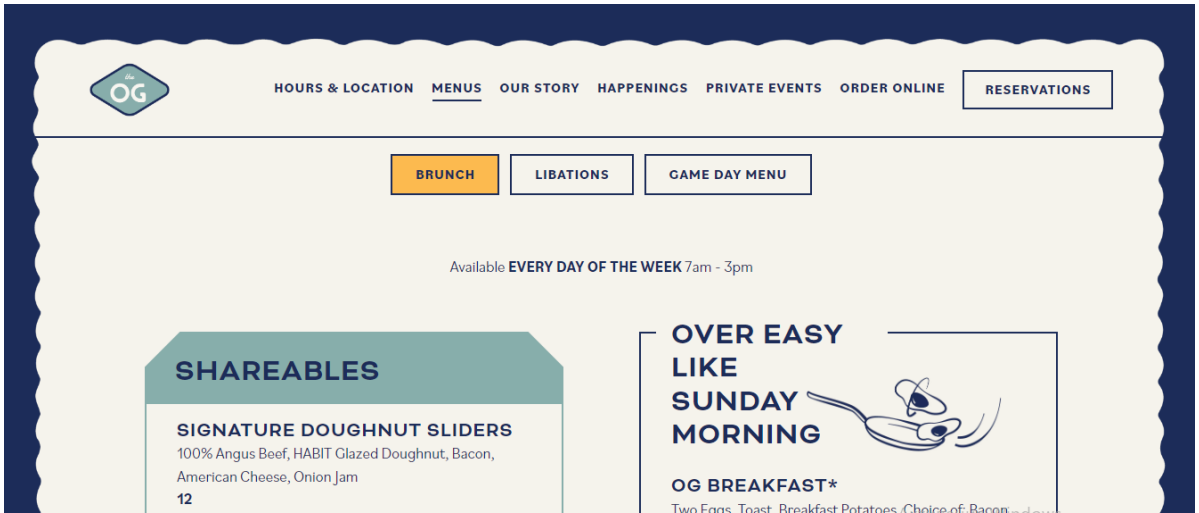 the
OG
HOURS & LOCATION MENUS OUR STORY HAPPENINGS PRIVATE EVENTS ORDER ONLINE RESERVATIONS
BRUNCH LIBATIONS GAME DAY MENU
Available EVERY DAY OF THE WEEK 7am - 3pm
SHAREABLES
SIGNATURE DOUGHNUT SLIDERS
100% Angus Beef, HABIT Glazed Doughnut, Bacon,
American Cheese, Onion Jam
12
OVER EASY
LIKE
SUNDAY
MORNING
OG BREAKFAST*
Two Eggs, Toast, Breakfast Potatoes, Choice of: Bacon